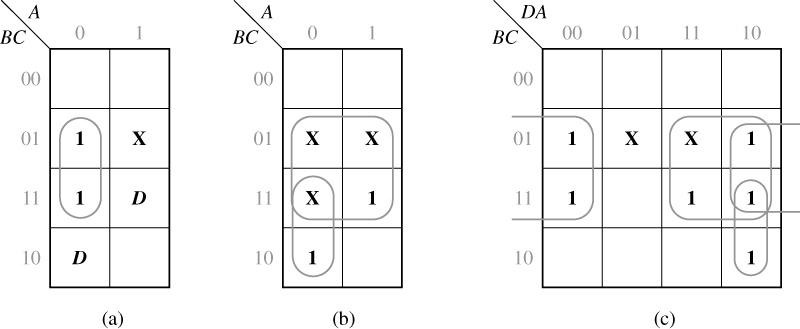 A
BC 0 1
00
01 1 X
11 1 D
10 D
(a)
A
BC 0 1
00
01 X X
11 X 1
10 1
(b)
DA
BC 00 01 11 10
00
01 1 X X 1
11 1 1 1
10 1
(c)